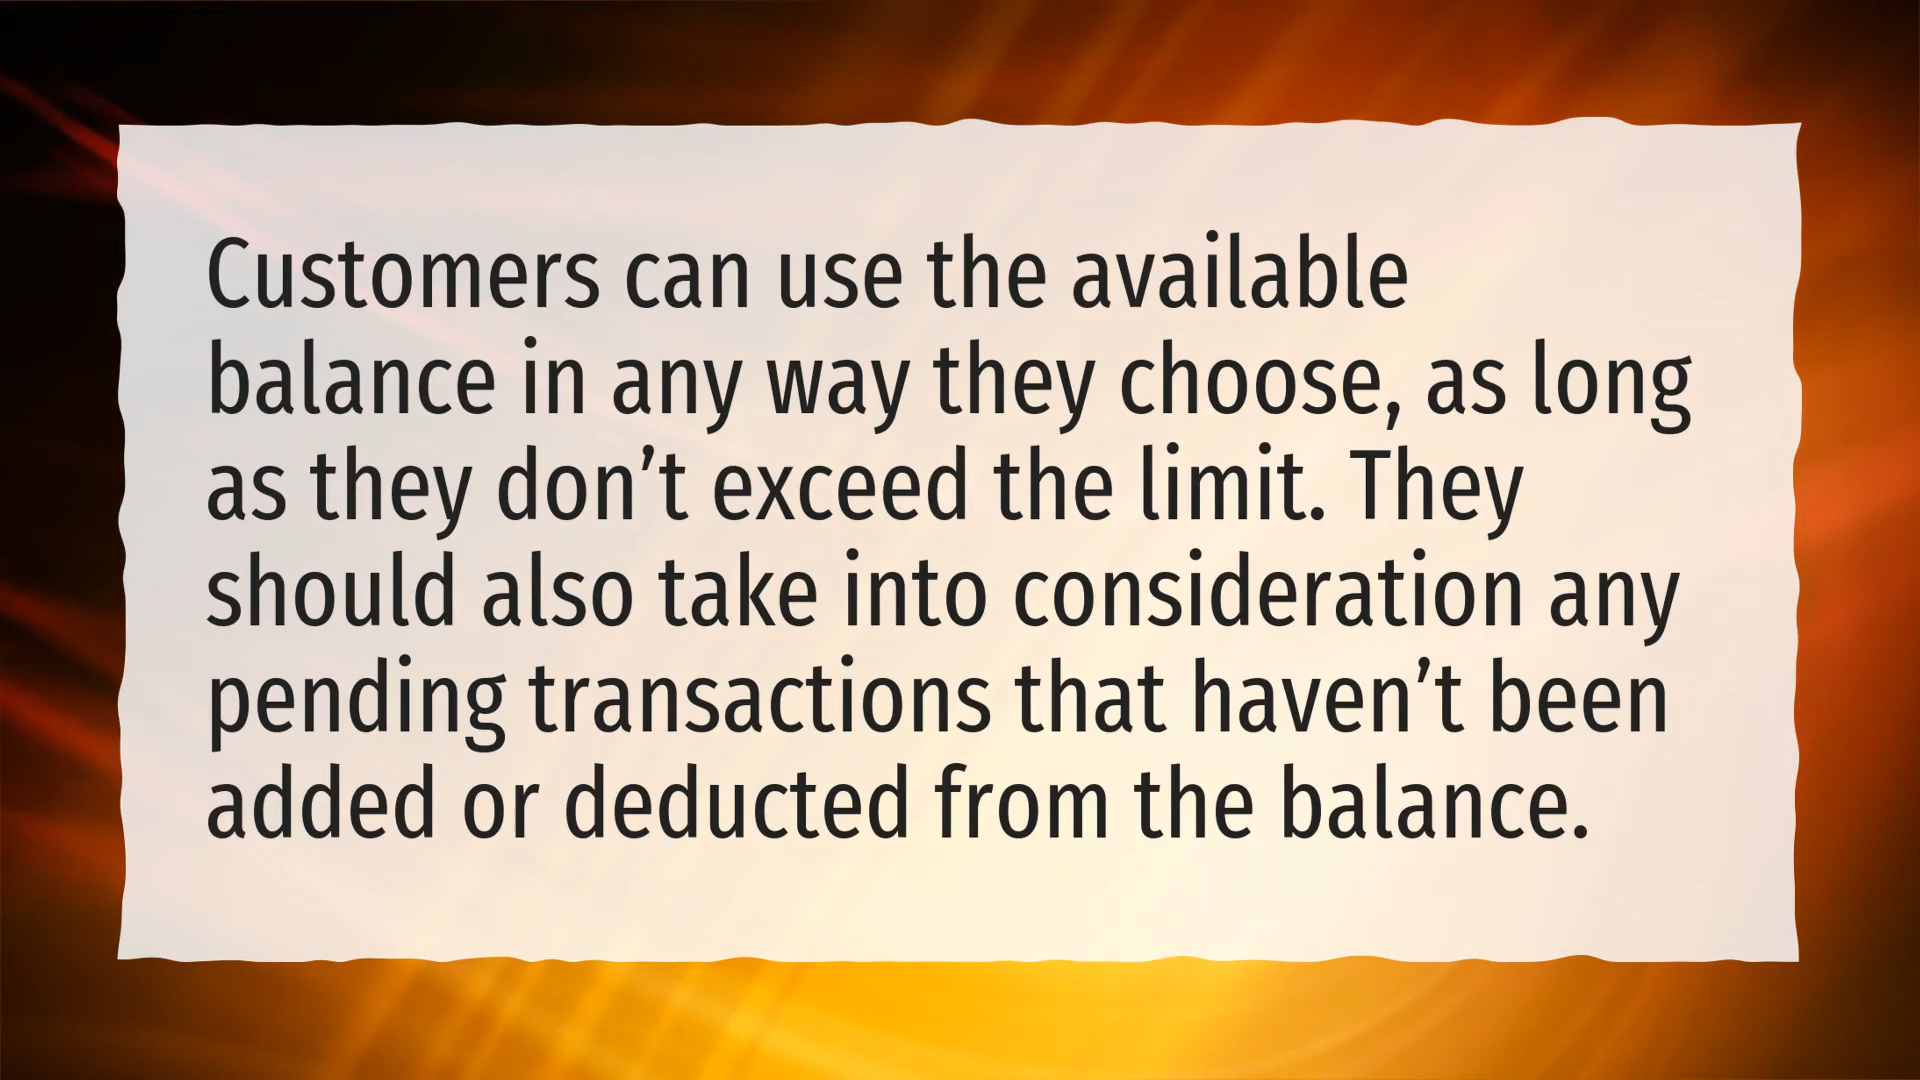 Customers can use the available
balance in any way they choose, as long
as they don’t exceed the limit. They
should also take into consideration any
pending transactions that haven’t been
added or deducted from the balance.